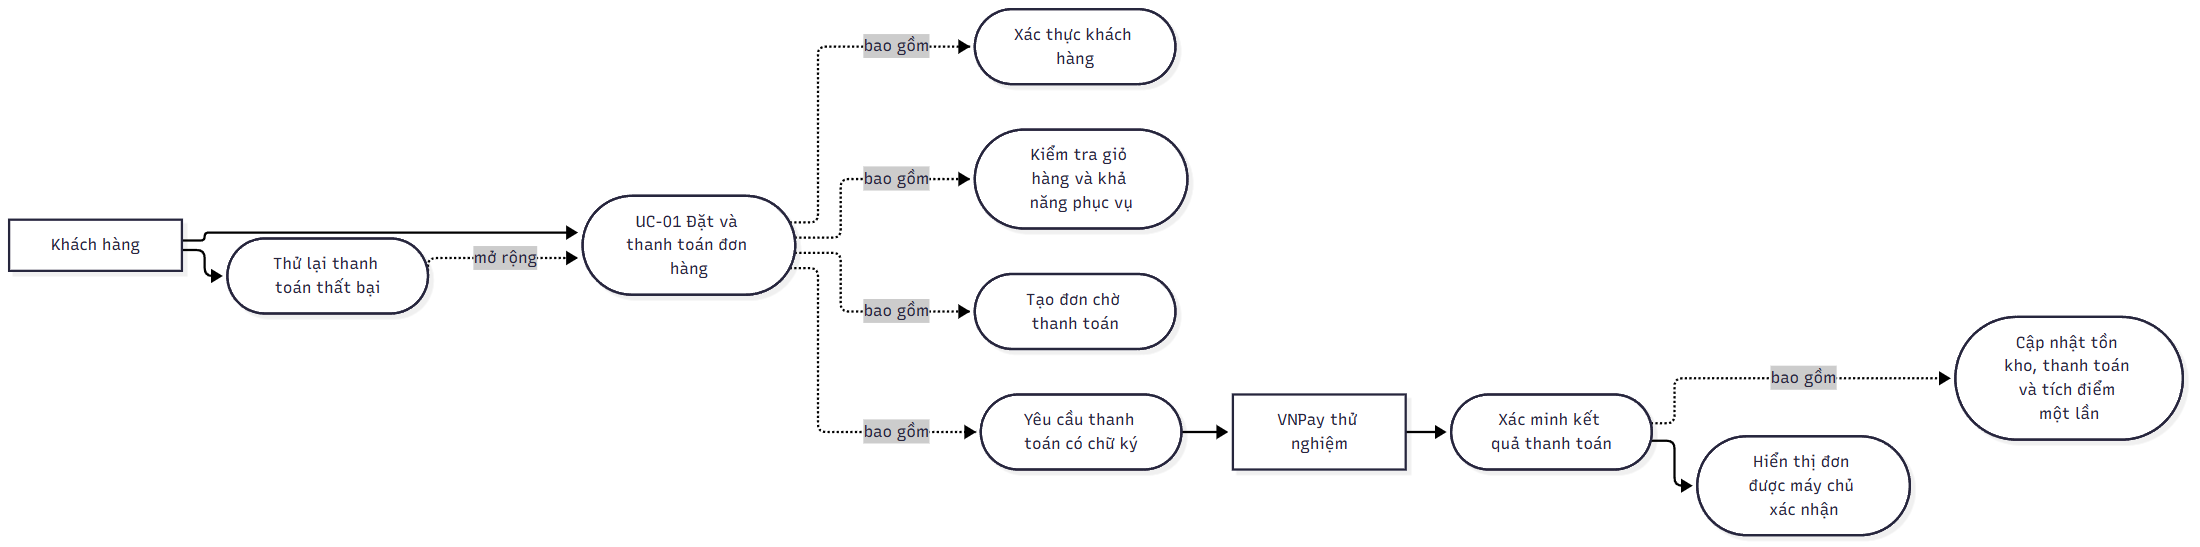 Khách hàng
Thử lại thanh
toán thất bại
mở rộng
UC-01 Đặt và
thanh toán đơn
hàng
bao gồm
Xác thực khách
hàng
bao gồm
Kiểm tra giỏ
hàng và khả
năng phục vụ
bao gồm
Tạo đơn chờ
thanh toán
bao gồm
Yêu cầu thanh
toán có chữ ký
VNPay thử
nghiệm
Xác minh kết
quả thanh toán
bao gồm
Cập nhật tồn
kho, thanh toán
và tích điểm
một lần
Hiển thị đơn
được máy chủ
xác nhận